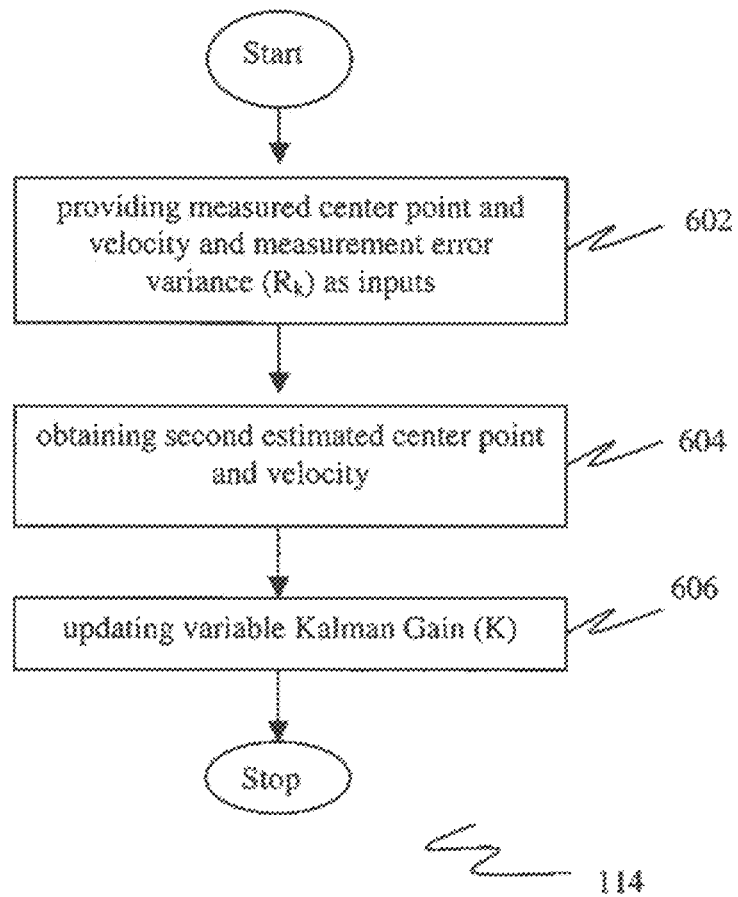 Start
providing measured center point and
velocity and measurement error
variance (Rₖ) as inputs
602
obtaining second estimated center point
and velocity
604
606
updating variable Kalman Gain (K)
Stop
114